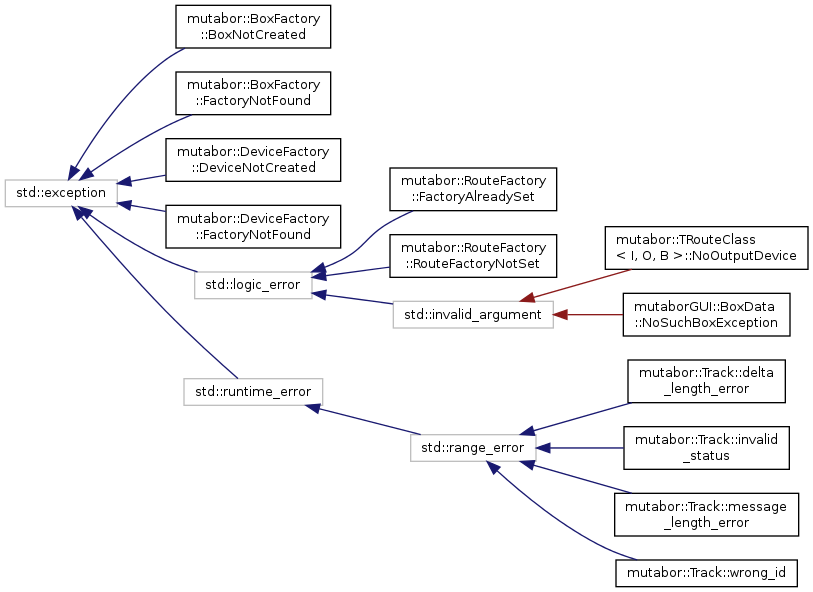 mutabor::BoxFactory
::BoxNotCreated
mutabor::BoxFactory
::FactoryNotFound
mutabor::DeviceFactory
::DeviceNotCreated
std::exception
mutabor::DeviceFactory
::FactoryNotFound
mutabor::RouteFactory
::FactoryAlreadySet
mutabor::RouteFactory
::RouteFactoryNotSet
mutabor::TRouteClass
< I, O, B >::NoOutputDevice
std::logic_error
std::invalid_argument
mutaborGUI::BoxData
::NoSuchBoxException
std::runtime_error
mutabor::Track::delta
_length_error
std::range_error
mutabor::Track::invalid
_status
mutabor::Track::message
_length_error
mutabor::Track::wrong_id